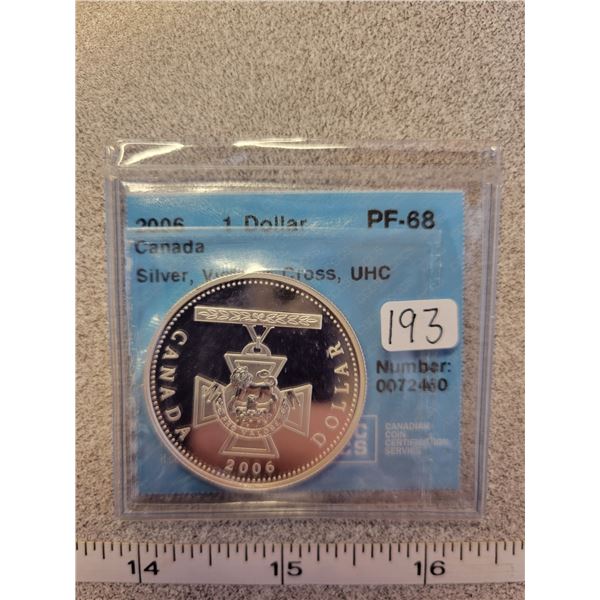 2006 1 Dollar PF-68
Canada
Silver, Cross, UHC
193
Number:
0072460
CANADIAN
COIN
CERTIFICATION
SERVICE
CANADA
DOLLAR
2006
14 15 16